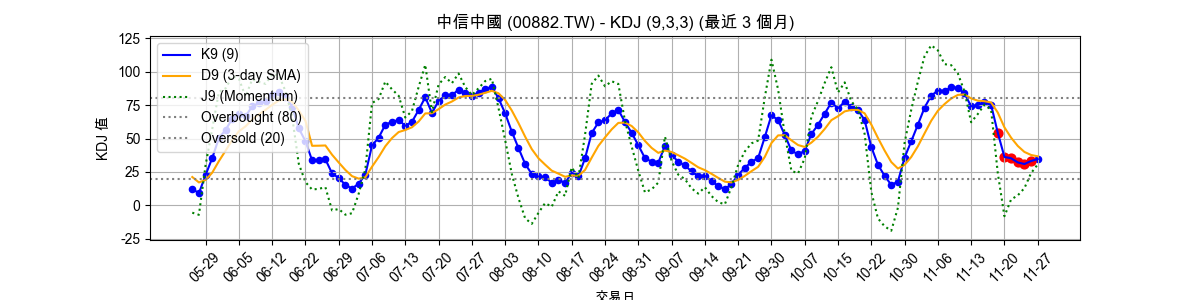 中信中國 (00882.TW) - KDJ (9,3,3) (最近 3 個月)
KDJ 值
125
100
75
50
25
0
-25
K9 (9)
D9 (3-day SMA)
J9 (Momentum)
Overbought (80)
Oversold (20)
05-29 06-05 06-12 06-22 06-29 07-06 07-13 07-20 07-27 08-03 08-10 08-17 08-24 08-31 09-07 09-14 09-21 09-30 10-07 10-15 10-22 10-30 11-06 11-13 11-20 11-27
交易日